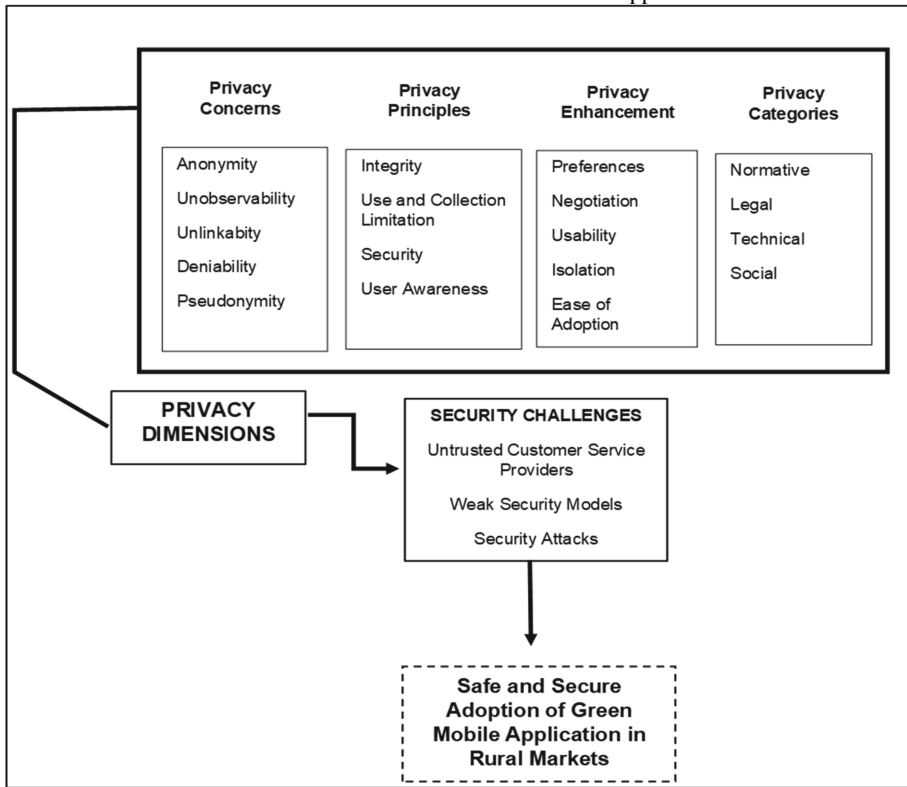 Privacy
Concerns
Anonymity
Unobservability
Unlinkabity
Deniability
Pseudonymity
Privacy
Principles
Integrity
Use and Collection
Limitation
Security
User Awareness
Privacy
Enhancement
Preferences
Negotiation
Usability
Isolation
Ease of
Adoption
Privacy
Categories
Normative
Legal
Technical
Social
PRIVACY
DIMENSIONS
SECURITY CHALLENGES
Untrusted Customer Service
Providers
Weak Security Models
Security Attacks
Safe and Secure
Adoption of Green
Mobile Application in
Rural Markets